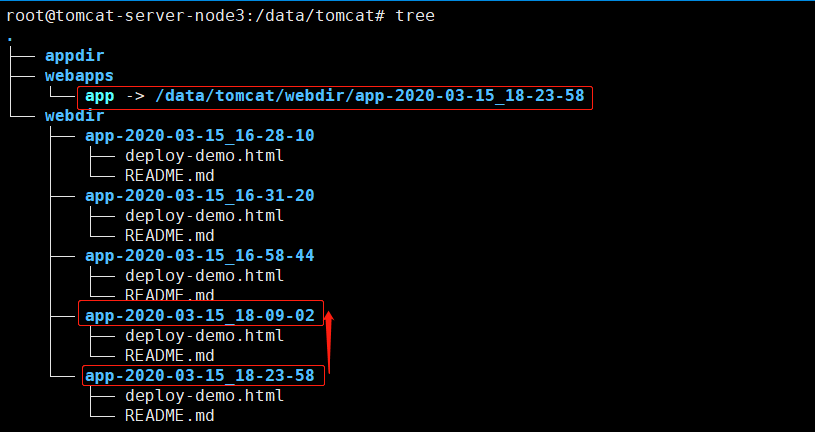 root@tomcat-server-node3:/data/tomcat# tree
.
├── appdir
├── webapps
│   └── app -> /data/tomcat/webdir/app-2020-03-15_18-23-58
└── webdir
    ├── app-2020-03-15_16-28-10
    │   ├── deploy-demo.html
    │   └── README.md
    ├── app-2020-03-15_16-31-20
    │   ├── deploy-demo.html
    │   └── README.md
    ├── app-2020-03-15_16-58-44
    │   ├── deploy-demo.html
    │   └── README.md
    ├── app-2020-03-15_18-09-02
    │   ├── deploy-demo.html
    │   └── README.md
    └── app-2020-03-15_18-23-58
        ├── deploy-demo.html
        └── README.md